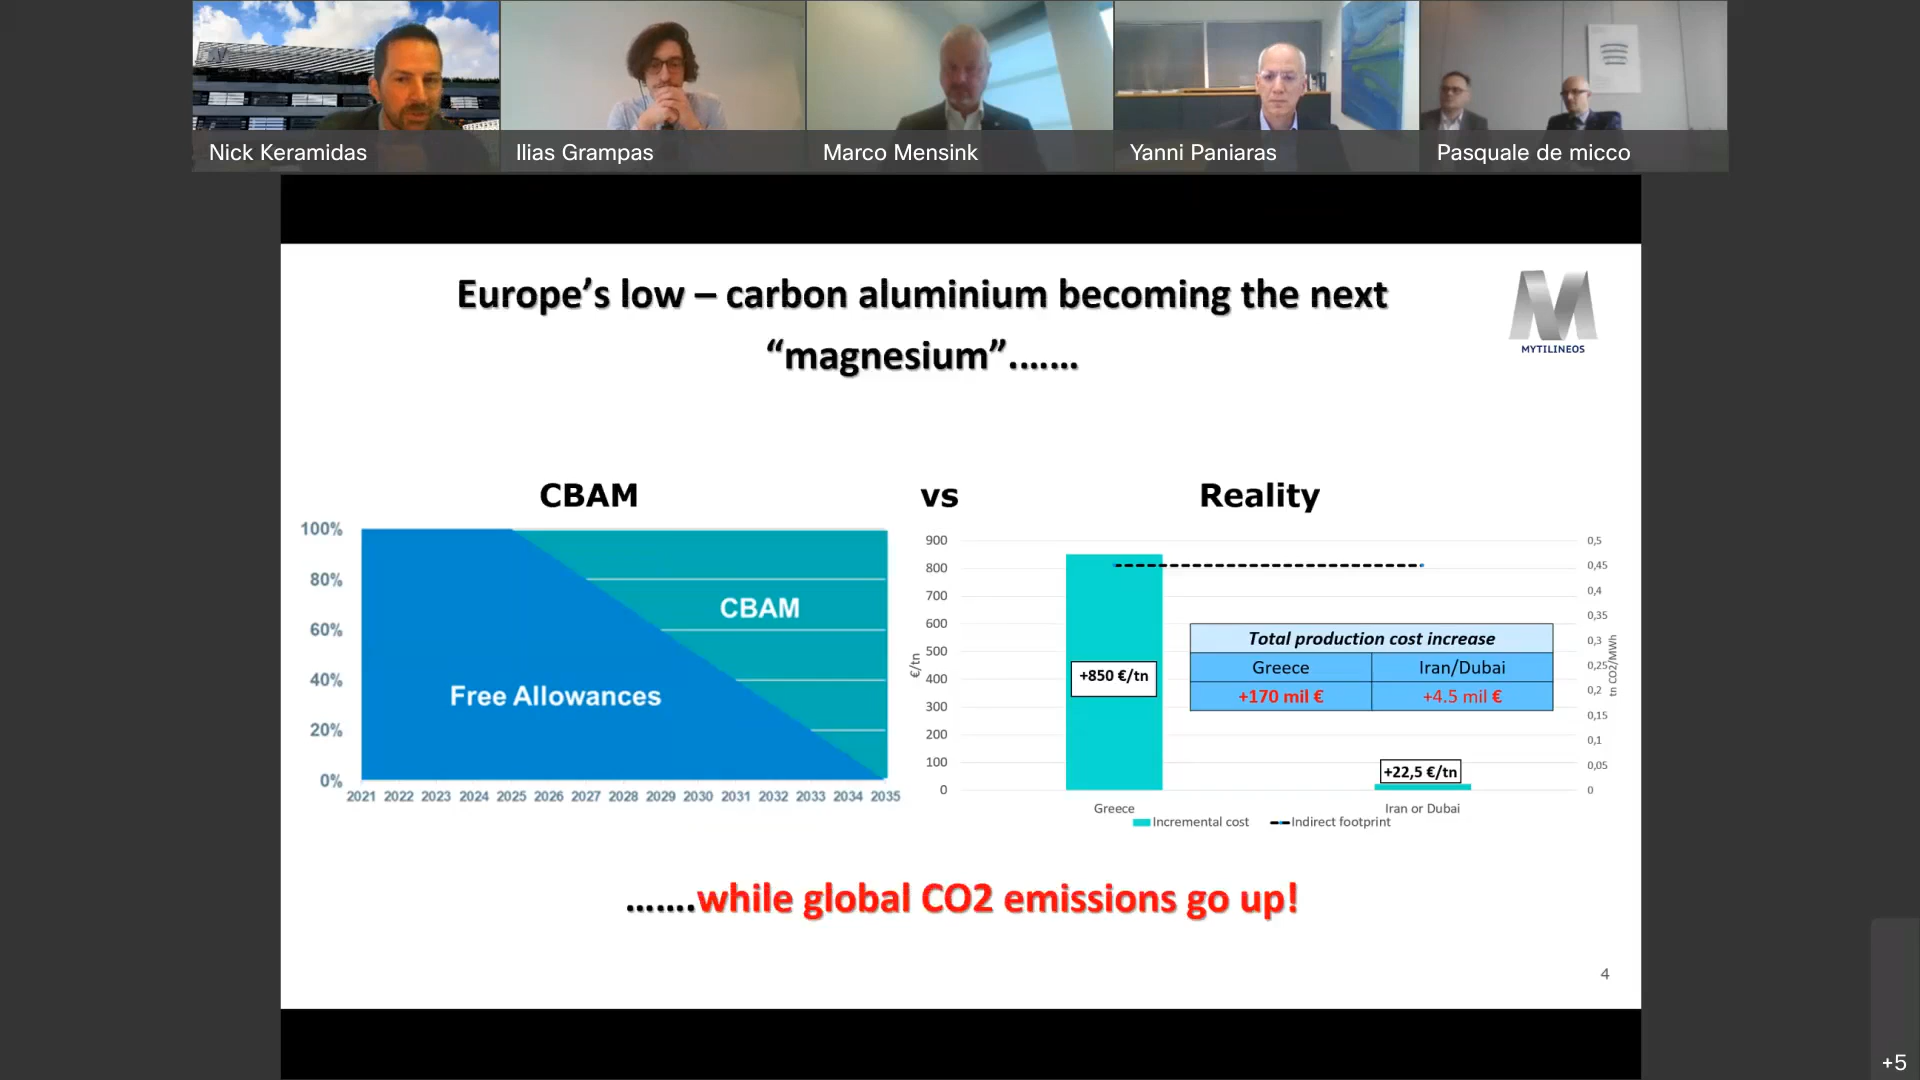 Nick Keramidas
Ilias Grampas
Marco Mensink
Yanni Paniaras
Pasquale de micco
Europe’s low – carbon aluminium becoming the next
“magnesium”.......
MYTILINEOS
CBAM
vs
Reality
100%
80%
60%
40%
20%
0%
CBAM
Free Allowances
2021 2022 2023 2024 2025 2026 2027 2028 2029 2030 2031 2032 2033 2034 2035
900
800
700
600
500
400
300
200
100
0
€/tn
+850 €/tn
Total production cost increase
Greece Iran/Dubai
+170 mil € +4.5 mil €
+22,5 €/tn
0,5
0,45
0,4
0,35
0,3
0,25
0,2
0,15
0,1
0,05
0
tn CO2/MWh
Greece
Iran or Dubai
Incremental cost
Indirect footprint
.......while global CO2 emissions go up!
4
+5